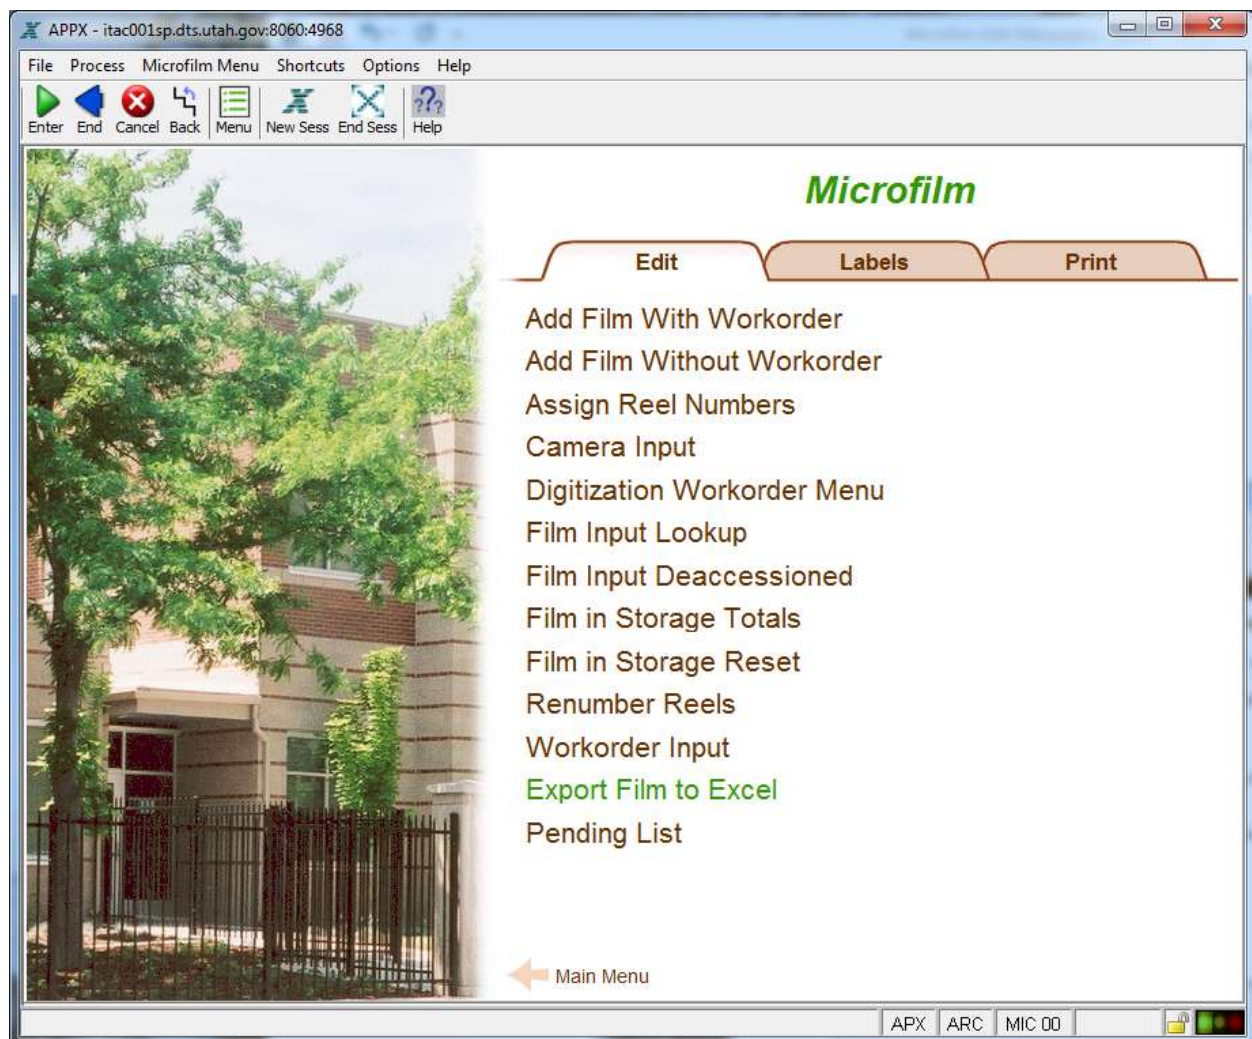 APPX - itac001sp.dts.utah.gov:8060:4968
File Process Microfilm Menu Shortcuts Options Help
Enter End Cancel Back Menu New Sess End Sess Help
???
Microfilm
Edit Labels Print
Add Film With Workorder
Add Film Without Workorder
Assign Reel Numbers
Camera Input
Digitization Workorder Menu
Film Input Lookup
Film Input Deaccessioned
Film in Storage Totals
Film in Storage Reset
Renumber Reels
Workorder Input
Export Film to Excel
Pending List
Main Menu
APX ARC MIC 00